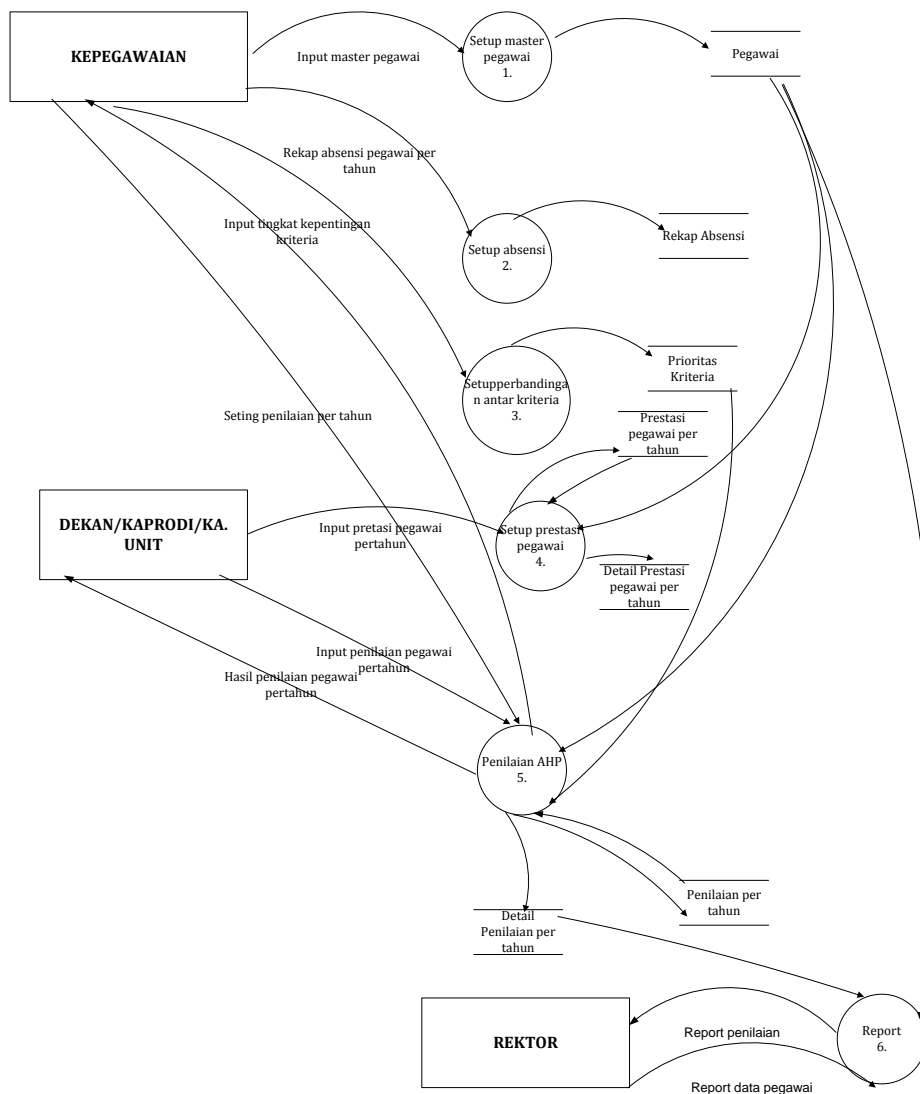 KEPEGAWAIAN
Input master pegawai
Setup master
pegawai
1.
Pegawai
Rekap absensi pegawai per
tahun
Input tingkat kepentingan
kriteria
Setup absensi
2.
Rekap Absensi
Setupperbandinga
n antar kriteria
3.
Prioritas
Kriteria
Seting penilaian per tahun
Prestasi
pegawai per
tahun
DEKAN/KAPRODI/KA.
UNIT
Input pretasi pegawai
pertahun
Setup prestasi
pegawai
4.
Detail Prestasi
pegawai per
tahun
Input penilaian pegawai
pertahun
Hasil penilaian pegawai
pertahun
Penilaian AHP
5.
Penilaian per
tahun
Detail
Penilaian per
tahun
REKTOR
Report penilaian
Report
6.
Report data pegawai